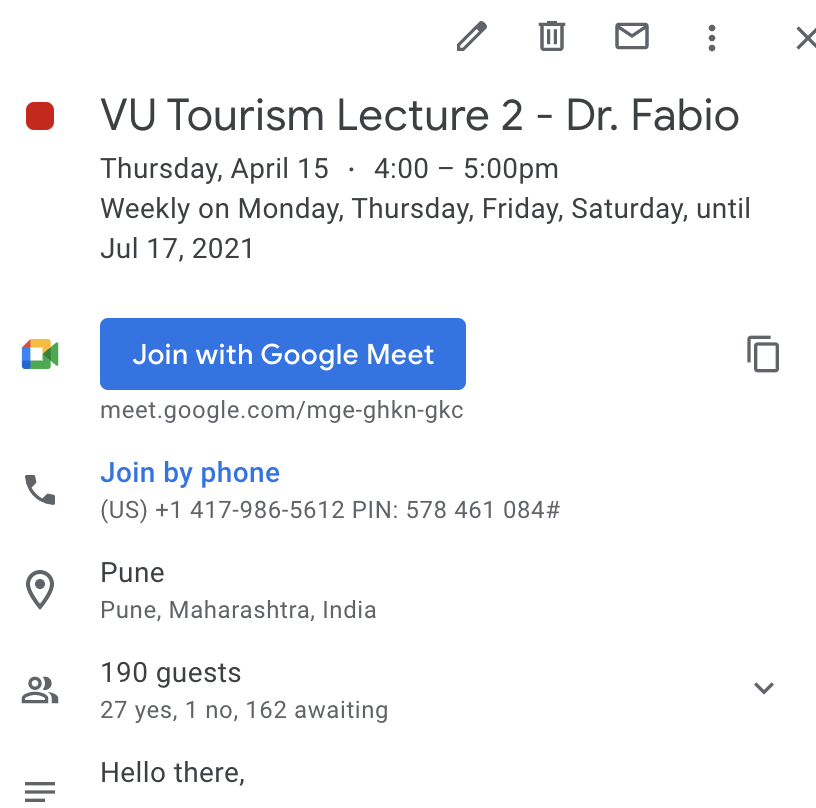 VU Tourism Lecture 2 - Dr. Fabio
Thursday, April 15 · 4:00 – 5:00pm
Weekly on Monday, Thursday, Friday, Saturday, until
Jul 17, 2021
Join with Google Meet
meet.google.com/mge-ghkn-gkc
Join by phone
(US) +1 417-986-5612 PIN: 578 461 084#
Pune
Pune, Maharashtra, India
190 guests
27 yes, 1 no, 162 awaiting
Hello there,